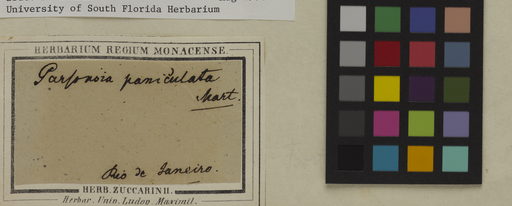 University of South Florida Herbarium
HERBARIUM REGIUM MONACENSE.
Parsonsia paniculata
Mart.
Rio de Janeiro.
HERB. ZUCCARINII.
Herbar. Univ. Ludov. Maximil.